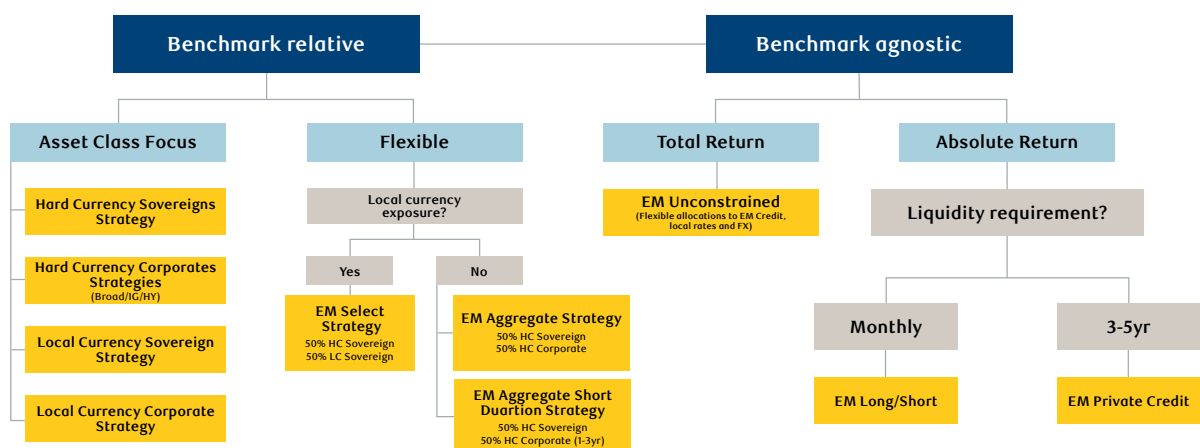 Benchmark relative
Benchmark agnostic
Asset Class Focus
Flexible
Total Return
Absolute Return
Hard Currency Sovereigns
Strategy
Hard Currency Corporates
Strategies
(Broad/IG/HY)
Local Currency Sovereign
Strategy
Local Currency Corporate
Strategy
Local currency
exposure?
Yes
No
EM Select
Strategy
50% HC Sovereign
50% LC Sovereign
EM Aggregate Strategy
50% HC Sovereign
50% HC Corporate
EM Aggregate Short
Duartion Strategy
50% HC Sovereign
50% HC Corporate (1-3yr)
EM Unconstrained
(Flexible allocations to EM Credit,
local rates and FX)
Liquidity requirement?
Monthly
3-5yr
EM Long/Short
EM Private Credit